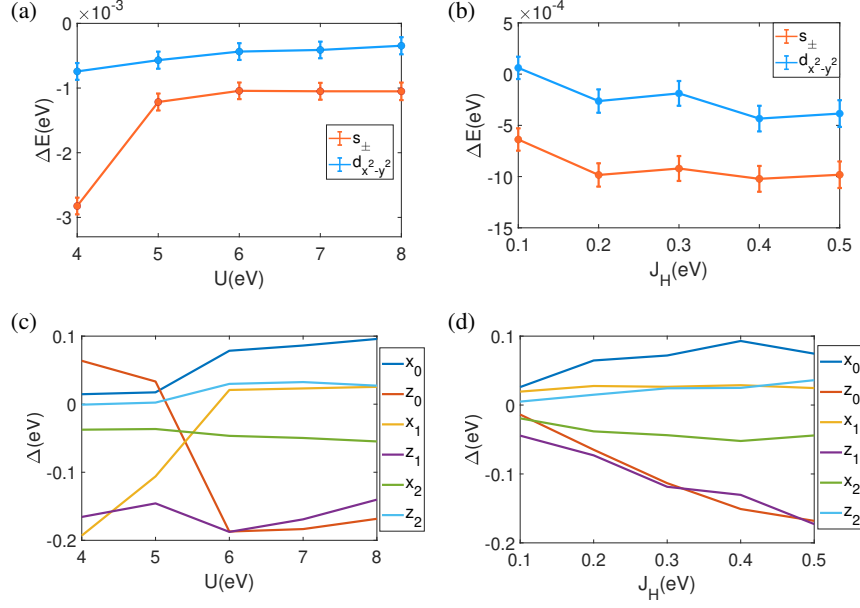 (a)
×10⁻³
0
-1
-2
-3
ΔE(eV)
s±
d_x²-y²
4 5 6 7 8
U(eV)
(b)
×10⁻⁴
5
0
-5
-10
-15
ΔE(eV)
s±
d_x²-y²
0.1 0.2 0.3 0.4 0.5
J_H(eV)
(c)
0.1
0
-0.1
-0.2
Δ(eV)
x₀
z₀
x₁
z₁
x₂
z₂
4 5 6 7 8
U(eV)
(d)
0.1
0
-0.1
-0.2
Δ(eV)
x₀
z₀
x₁
z₁
x₂
z₂
0.1 0.2 0.3 0.4 0.5
J_H(eV)